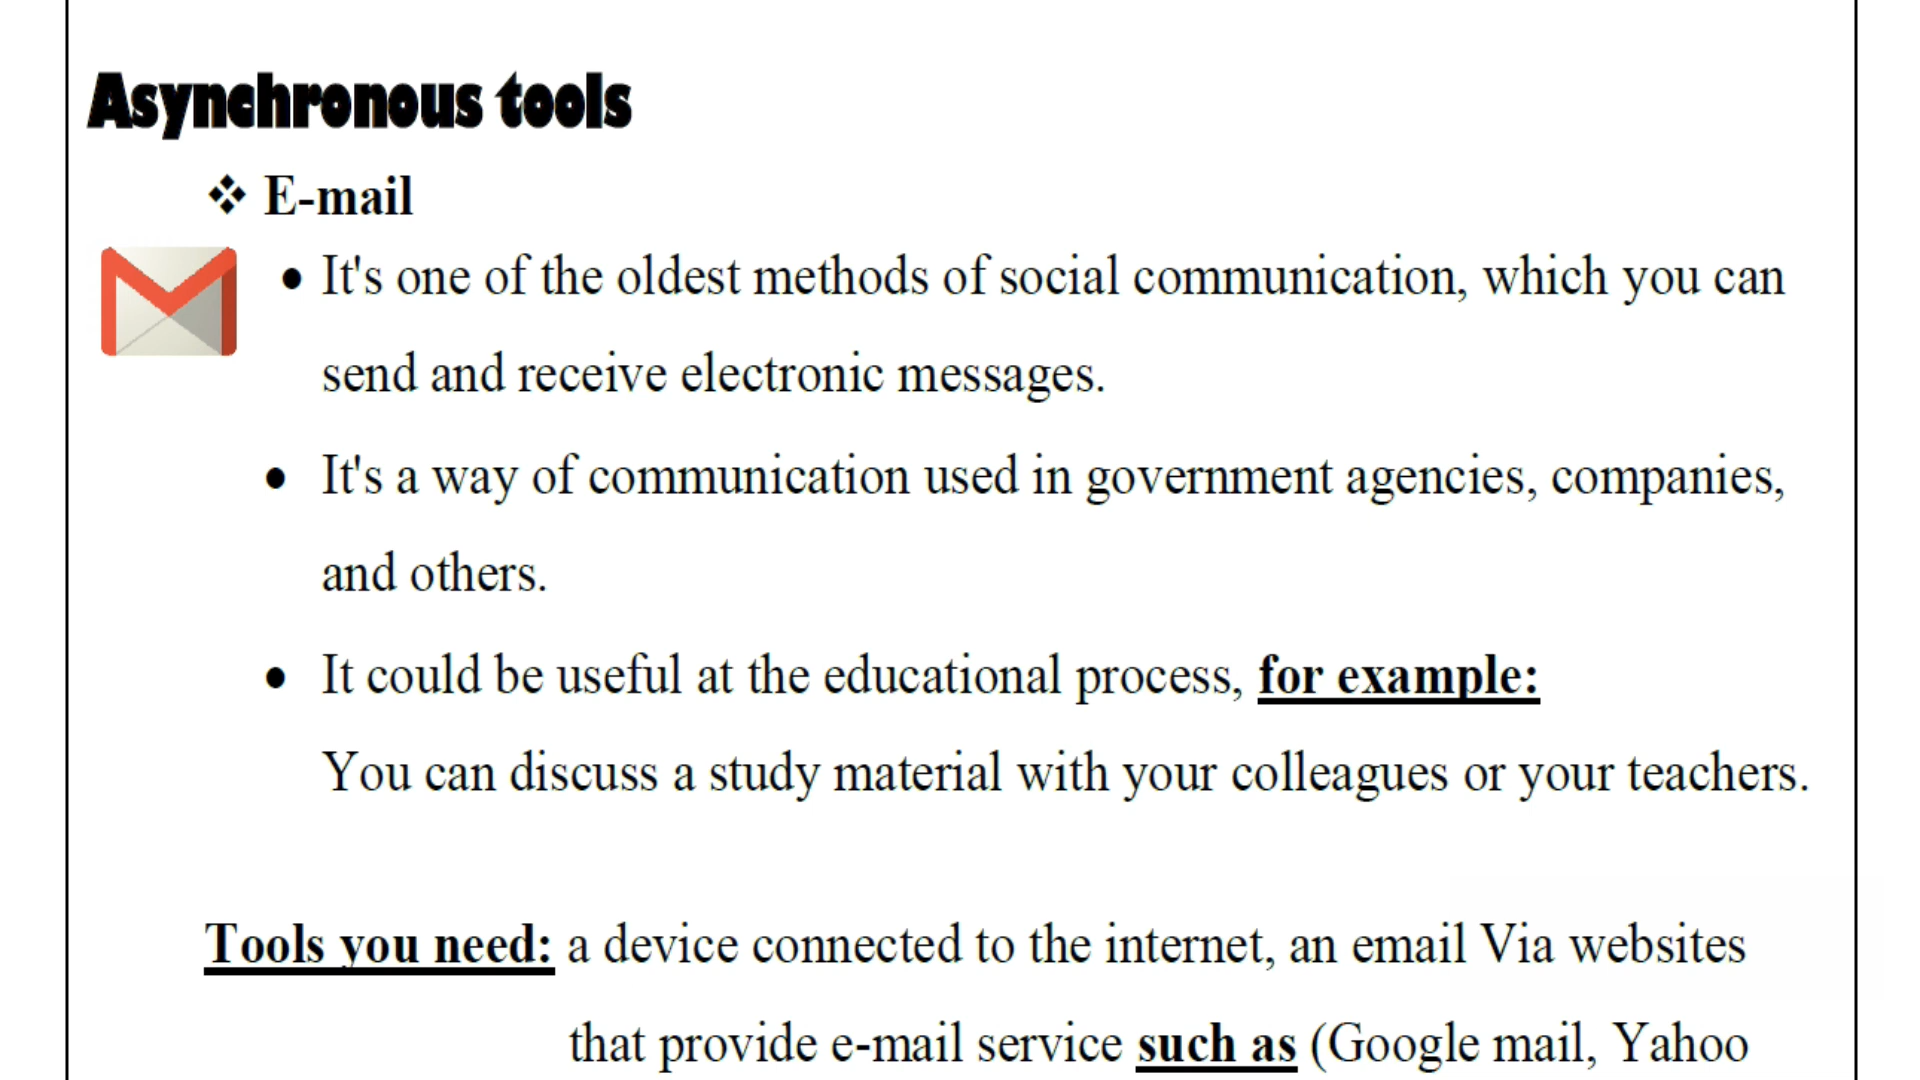 Asynchronous tools
❖ E-mail
• It's one of the oldest methods of social communication, which you can
send and receive electronic messages.
• It's a way of communication used in government agencies, companies,
and others.
• It could be useful at the educational process, for example:
You can discuss a study material with your colleagues or your teachers.
Tools you need: a device connected to the internet, an email Via websites
that provide e-mail service such as (Google mail, Yahoo